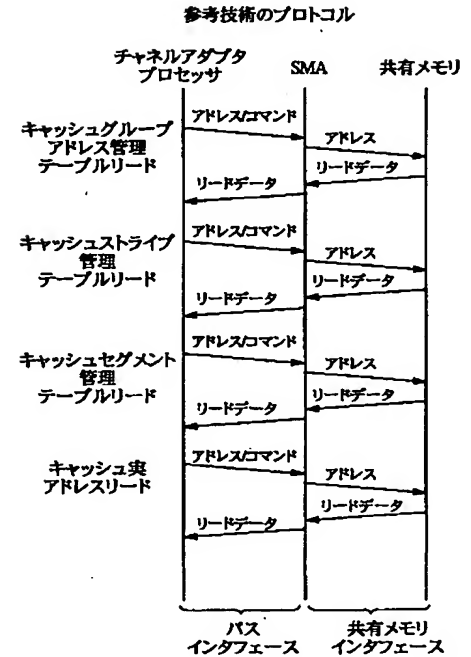 参考技術のプロトコル
チャネルアダプタ
プロセッサ
SMA
共有メモリ
キャッシュグループ
アドレス管理
テーブルリード
アドレス/コマンド
アドレス
リードデータ
リードデータ
キャッシュストライプ
管理
テーブルリード
アドレス/コマンド
アドレス
リードデータ
リードデータ
キャッシュセグメント
管理
テーブルリード
アドレス/コマンド
アドレス
リードデータ
リードデータ
キャッシュ実
アドレスリード
アドレス/コマンド
アドレス
リードデータ
リードデータ
パス
インタフェース
共有メモリ
インタフェース